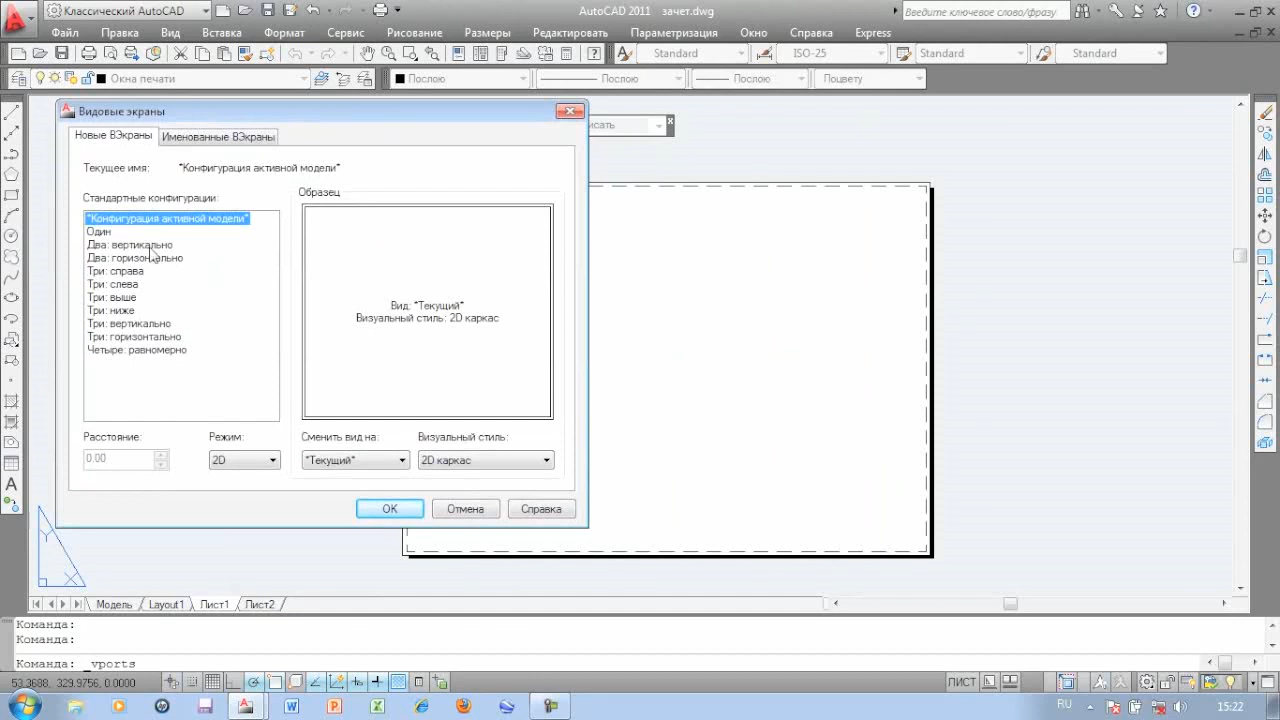 Классический AutoCAD
AutoCAD 2011 зачет.dwg
Введите ключевое слово/фразу
Файл Правка Вид Вставка Формат Сервис Рисование Размеры Редактировать Параметризация Окно Справка Express
Standard ISO-25 Standard Standard
Окна печати Послою Послою Послою Поцвету
Видовые экраны
исать
Новые ВЭкраны Именованные ВЭкраны
Текущее имя: *Конфигурация активной модели*
Стандартные конфигурации: Образец
*Конфигурация активной модели*
Один
Два: вертикально
Два: горизонтально
Три: справа
Три: слева
Три: выше
Три: ниже
Три: вертикально
Три: горизонтально
Четыре: равномерно
Вид: *Текущий*
Визуальный стиль: 2D каркас
Расстояние: Режим: Сменить вид на: Визуальный стиль:
0.00 2D *Текущий* 2D каркас
OK Отмена Справка
Y
X
Модель Layout1 Лист1 Лист2
Команда:
Команда:
Команда: _vports
53.3688, 329.9756, 0.0000 ЛИСТ
RU 15:22